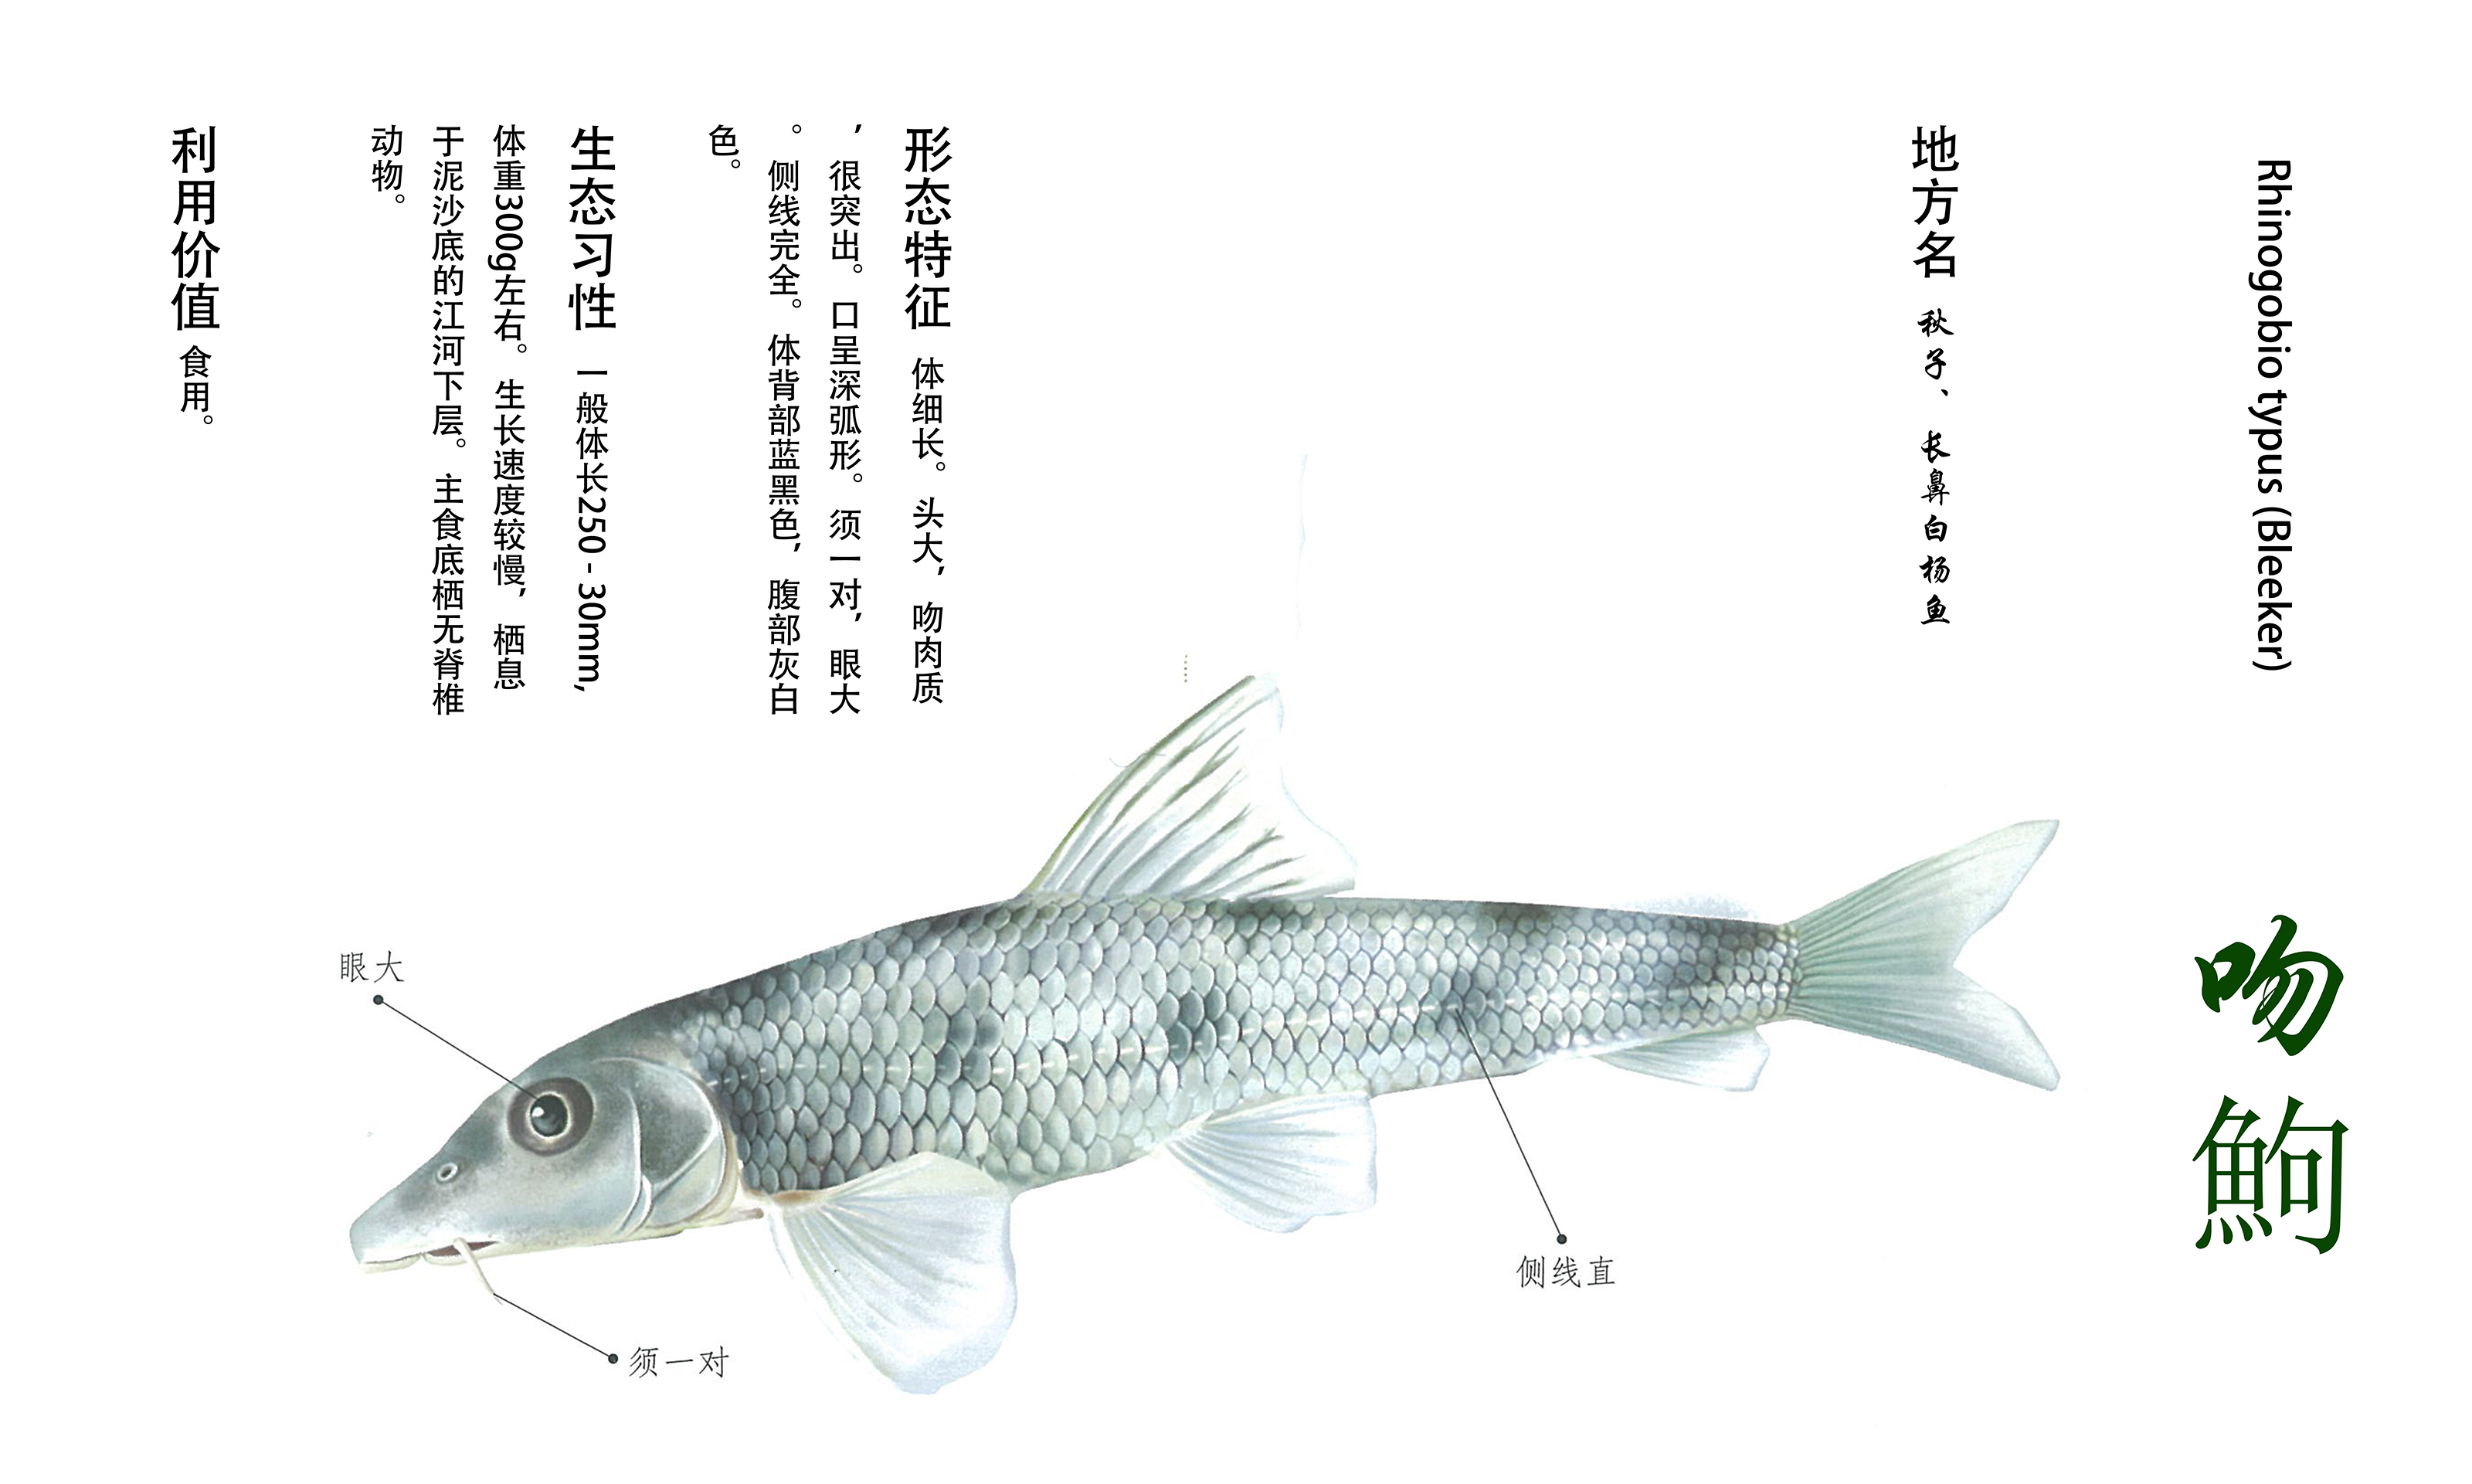 吻鮈
Rhinogobio typus (Bleeker)
地方名 秋子、长鼻白杨鱼
形态特征 体细长。头大，吻肉质
，很突出。口呈深弧形。须一对，眼大
。侧线完全。体背部蓝黑色，腹部灰白
色。
生态习性 一般体长250-30mm,
体重300g左右。生长速度较慢，栖息
于泥沙底的江河下层。主食底栖无脊椎
动物。
利用价值 食用。
眼大
须一对
侧线直